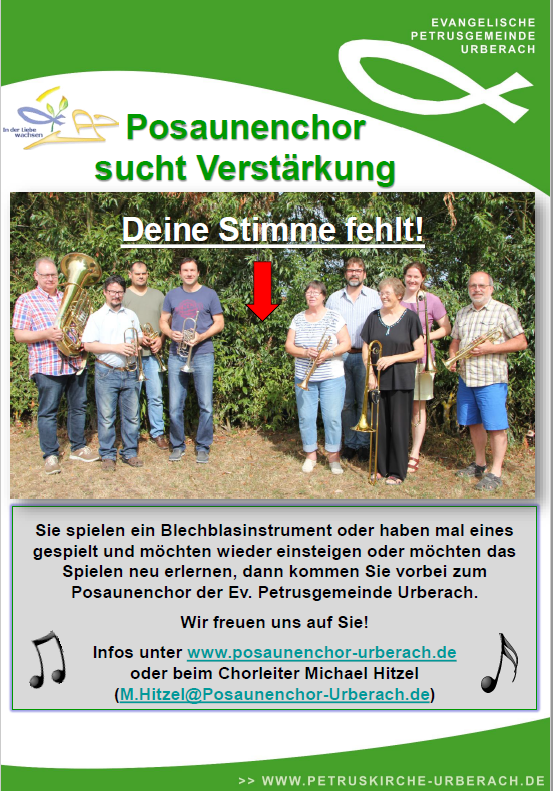 EVANGELISCHE
PETRUSGEMEINDE
URBERACH
In der Liebe
wachsen
Posaunenchor
sucht Verstärkung
Deine Stimme fehlt!
Sie spielen ein Blechblasinstrument oder haben mal eines
gespielt und möchten wieder einsteigen oder möchten das
Spielen neu erlernen, dann kommen Sie vorbei zum
Posaunenchor der Ev. Petrusgemeinde Urberach.
Wir freuen uns auf Sie!
Infos unter www.posaunenchor-urberach.de
oder beim Chorleiter Michael Hitzel
(M.Hitzel@Posaunenchor-Urberach.de)
>> WWW.PETRUSKIRCHE-URBERACH.DE